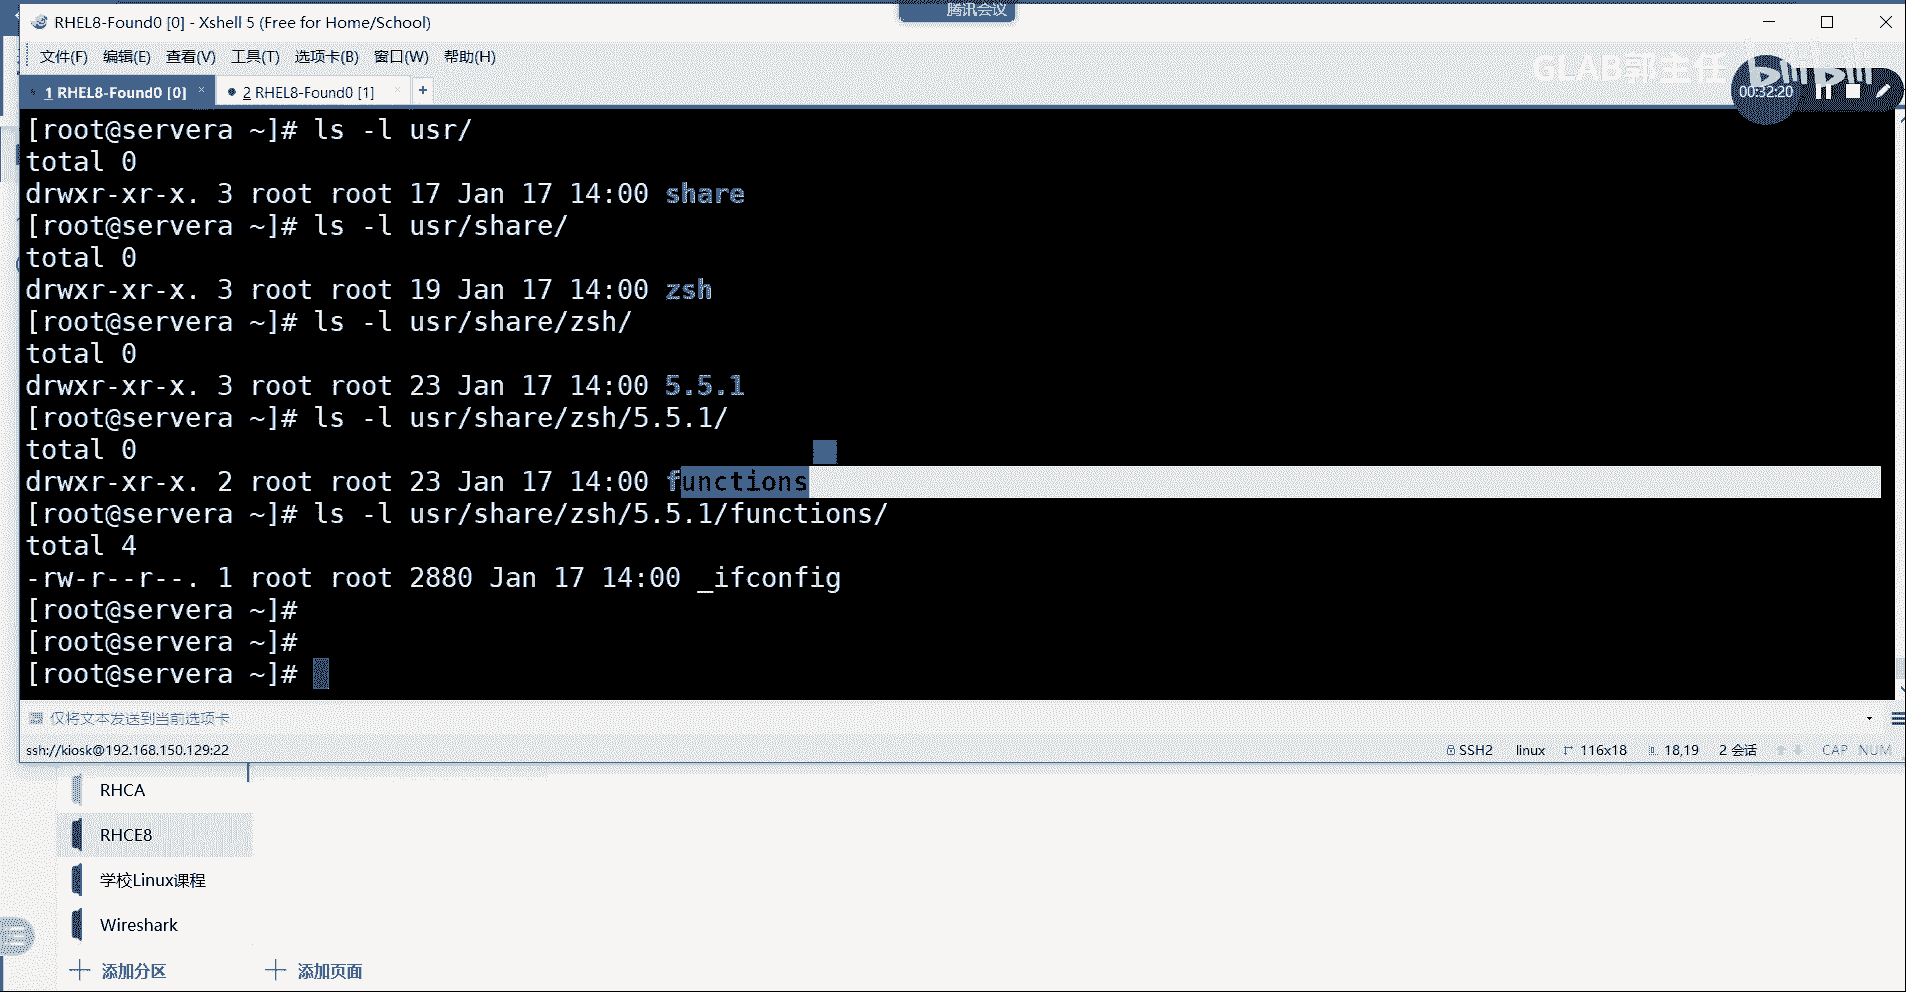 腾讯会议
RHEL8-Found0 [0] - Xshell 5 (Free for Home/School)
文件(F) 编辑(E) 查看(V) 工具(T) 选项卡(B) 窗口(W) 帮助(H)
GLAB郭主任 bilibili
00:32:20
1 RHEL8-Found0 [0] × 2 RHEL8-Found0 [1] × +
[root@servera ~]# ls -l usr/
total 0
drwxr-xr-x. 3 root root 17 Jan 17 14:00 share
[root@servera ~]# ls -l usr/share/
total 0
drwxr-xr-x. 3 root root 19 Jan 17 14:00 zsh
[root@servera ~]# ls -l usr/share/zsh/
total 0
drwxr-xr-x. 3 root root 23 Jan 17 14:00 5.5.1
[root@servera ~]# ls -l usr/share/zsh/5.5.1/
total 0
drwxr-xr-x. 2 root root 23 Jan 17 14:00 functions
[root@servera ~]# ls -l usr/share/zsh/5.5.1/functions/
total 4
-rw-r--r--. 1 root root 2880 Jan 17 14:00 _ifconfig
[root@servera ~]#
[root@servera ~]#
[root@servera ~]#
仅将文本发送到当前选项卡
ssh://kiosk@192.168.150.129:22 SSH2 linux 116x18 18,19 2 会话 CAP NUM
RHCA
RHCE8
学校Linux课程
Wireshark
添加分区 添加页面